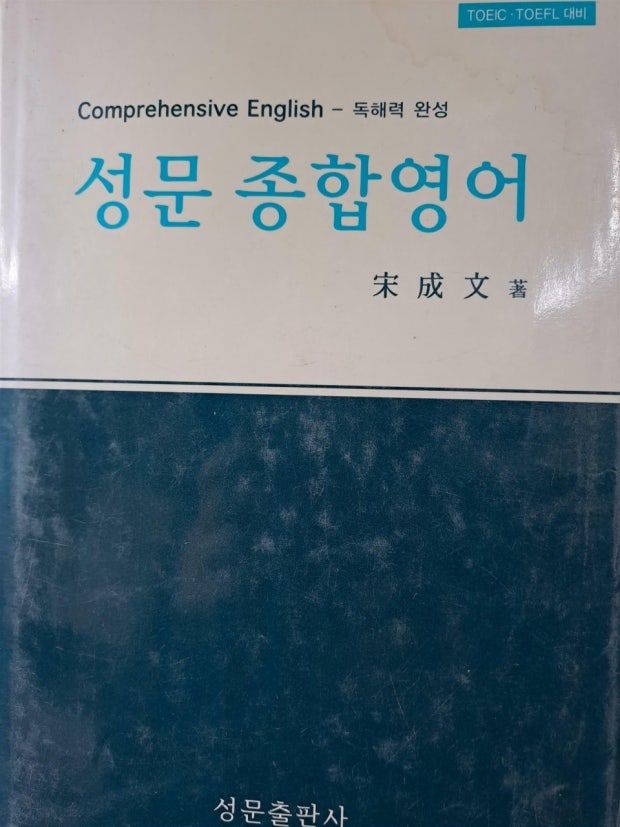 TOEIC · TOEFL 대비
Comprehensive English – 독해력 완성
성문 종합영어
宋成文 著
성문출판사